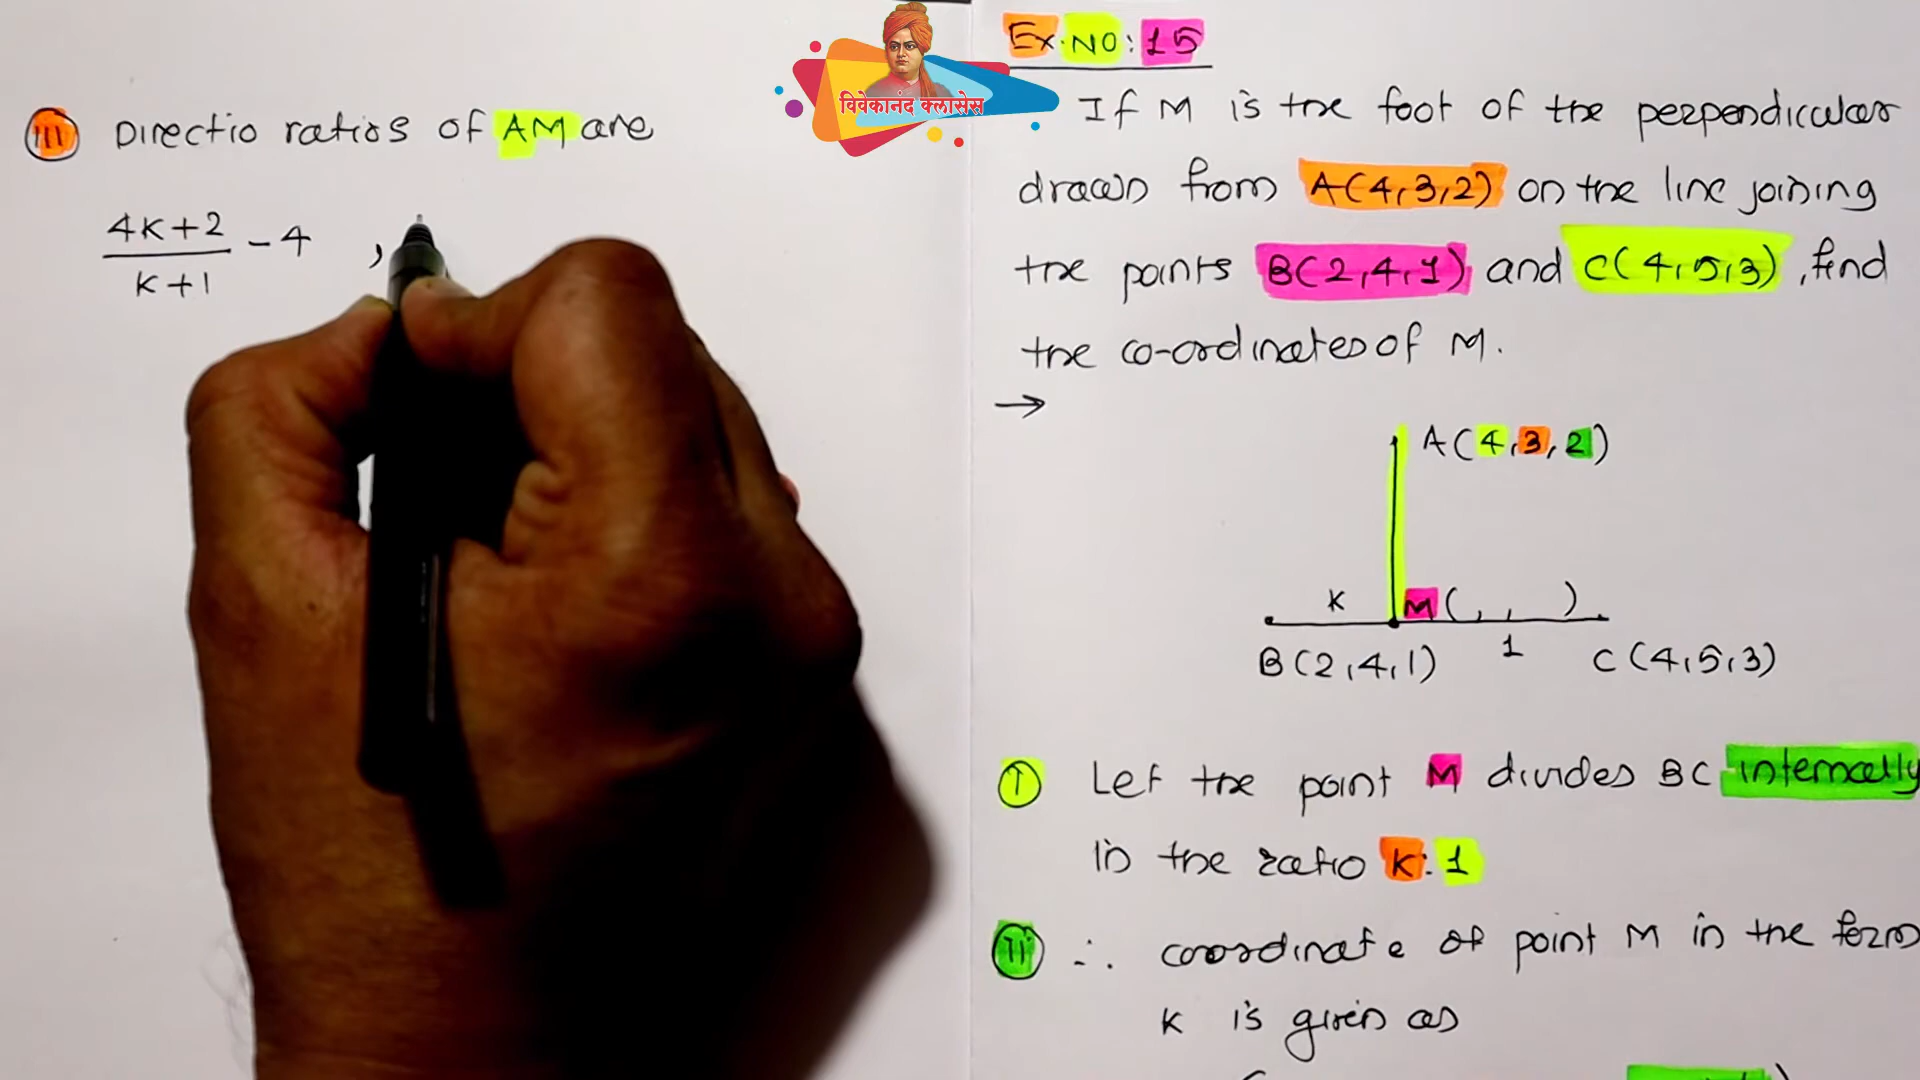 विवेकानंद क्लासेस
III Directio ratios of AM are
4K+2
K+1
- 4 ,
Ex. NO: 15
If M is the foot of the perpendicular
drawn from A(4,3,2) on the line joining
the points B(2,4,1) and C(4,5,3), find
the co-ordinates of M.
→
A(4,3,2)
K M( , , )
B(2,4,1) 1 C(4,5,3)
I Let the point M divides BC internally
in the ratio K:1
II ∴ coordinate of point M in the form
K is given as